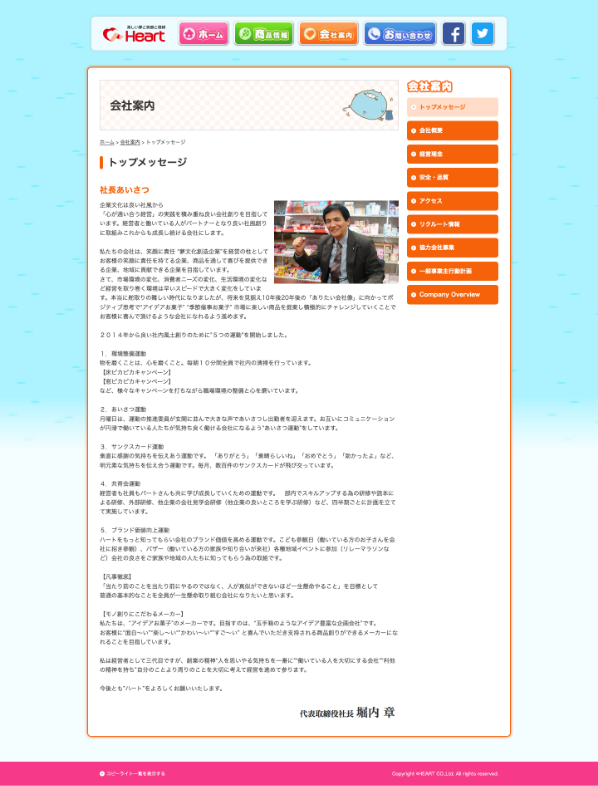 楽しい夢と笑顔と信頼
Heart
ホーム
商品情報
会社案内
お問い合わせ
会社案内
ホーム > 会社案内 > トップメッセージ
トップメッセージ
社長あいさつ
企業文化は良い社風から
「心が通い合う経営」の実践を積み重ね良い会社創りを目指して
います。経営者と働いている人がパートナーとなり良い社風創り
に取組みこれからも成長し続ける会社にします。
私たちの会社は、笑顔に責任 “夢文化創造企業”を経営の柱として
お客様の笑顔に責任を持てる企業、商品を通して喜びを提供でき
る企業、地域に貢献できる企業を目指しています。
さて、市場環境の変化、消費者ニーズの変化、生活環境の変化な
ど経営を取り巻く環境は早いスピードで大きく変化をしていま
す。本当に舵取りの難しい時代になりましたが、将来を見据え10年後20年後の「ありたい会社像」に向かってポ
ジティブ思考で“アイデアお菓子” “季節催事お菓子” 市場に楽しい商品を提案し積極的にチャレンジしていくことで
お客様に喜んで頂けるような会社になれるよう進めます。
２０１４年から良い社内風土創りのために“５つの運動”を開始しました。
１．職場整備運動
物を磨くことは、心を磨くこと。毎朝１０分間全員で社内の清掃を行っています。
【床ピカピカキャンペーン】
【窓ピカピカキャンペーン】
など、様々なキャンペーンを打ちながら職場環境の整備と心を磨いています。
２．あいさつ運動
月曜日は、運動の推進委員が玄関に並んで大きな声であいさつし出勤者を迎えます。お互いにコミュニケーション
が円滑で働いている人たちが気持ち良く働ける会社になるよう“あいさつ運動”をしています。
３．サンクスカード運動
素直に感謝の気持ちを伝えあう運動です。「ありがとう」「素晴らしいね」「おめでとう」「助かったよ」など、
明元素な気持ちを伝え合う運動です。毎月、数百件のサンクスカードが飛び交っています。
４．共育会運動
経営者も社員もパートさんも共に学び成長していくための運動です。　部内でスキルアップする為の研修や読本に
よる研修、外部研修、他企業の会社見学会研修（他企業の良いところを学ぶ研修）など、四半期ごとに計画を立て
て実施しています。
５．ブランド価値向上運動
ハートをもっと知ってもらい会社のブランド価値を高める運動です。こども参観日（働いている方のお子さんを会
社に招き参観）、バザー（働いている方の家族や知り合いが来社）各種地域イベントに参加（リレーマラソンな
ど）会社の良さをご家族や地域の人たちに知ってもらう為の取組です。
【凡事徹底】
「当たり前のことを当たり前にやるのではなく、人が真似ができないほど一生懸命やること」を目標として
普通の基本的なことを全員が一生懸命取り組む会社になりたいと思います。
【モノ創りにこだわるメーカー】
私たちは、“アイデアお菓子”のメーカーです。目指すのは、“玉手箱のようなアイデア豊富な企画会社”です。
お客様に“面白～い”“楽し～い”“かわい～い”“すご～い” と喜んでいただき支持される商品創りができるメーカーにな
れることを目指しています。
私は経営者として三代目ですが、創業の精神“人を思いやる気持ちを一番に”“働いている人を大切にする会社”“利他
の精神を持ち”自分のことより周りのことを大切に考えて経営を進めて参ります。
今後とも“ハート”をよろしくお願いいたします。
代表取締役社長 堀内 章
会社案内
トップメッセージ
会社概要
経営理念
安全・品質
アクセス
リクルート情報
協力会社募集
一般事業主行動計画
Company Overview
コピーライト一覧を表示する
Copyright ©HEART CO.,Ltd. All rights reserved.